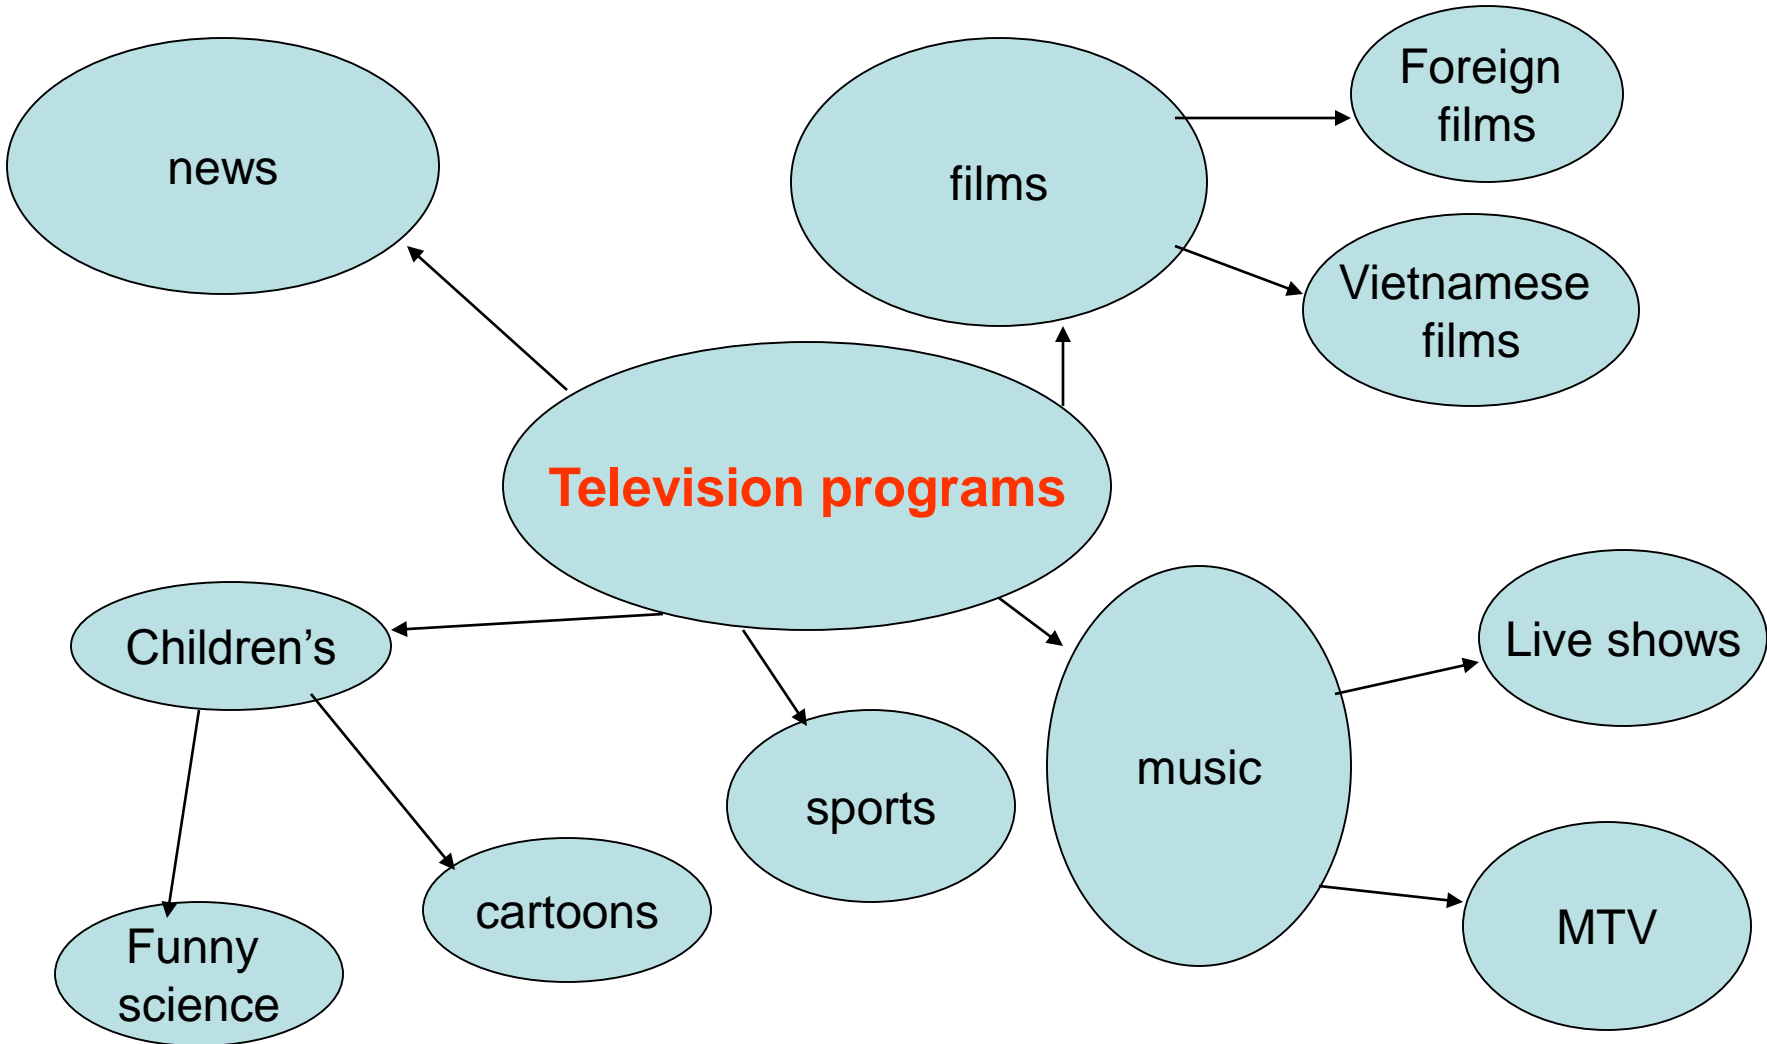 news
films
Foreign
films
Vietnamese
films
Television programs
Children’s
Live shows
music
sports
cartoons
MTV
Funny
science